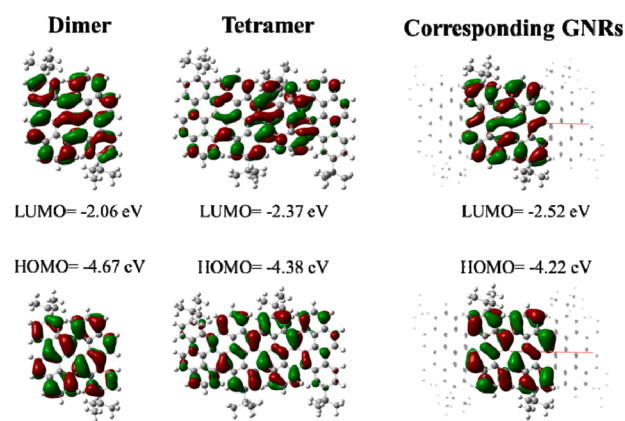 Dimer Tetramer Corresponding GNRs
LUMO= -2.06 eV LUMO= -2.37 eV LUMO= -2.52 eV
HOMO= -4.67 eV HOMO= -4.38 eV HOMO= -4.22 eV